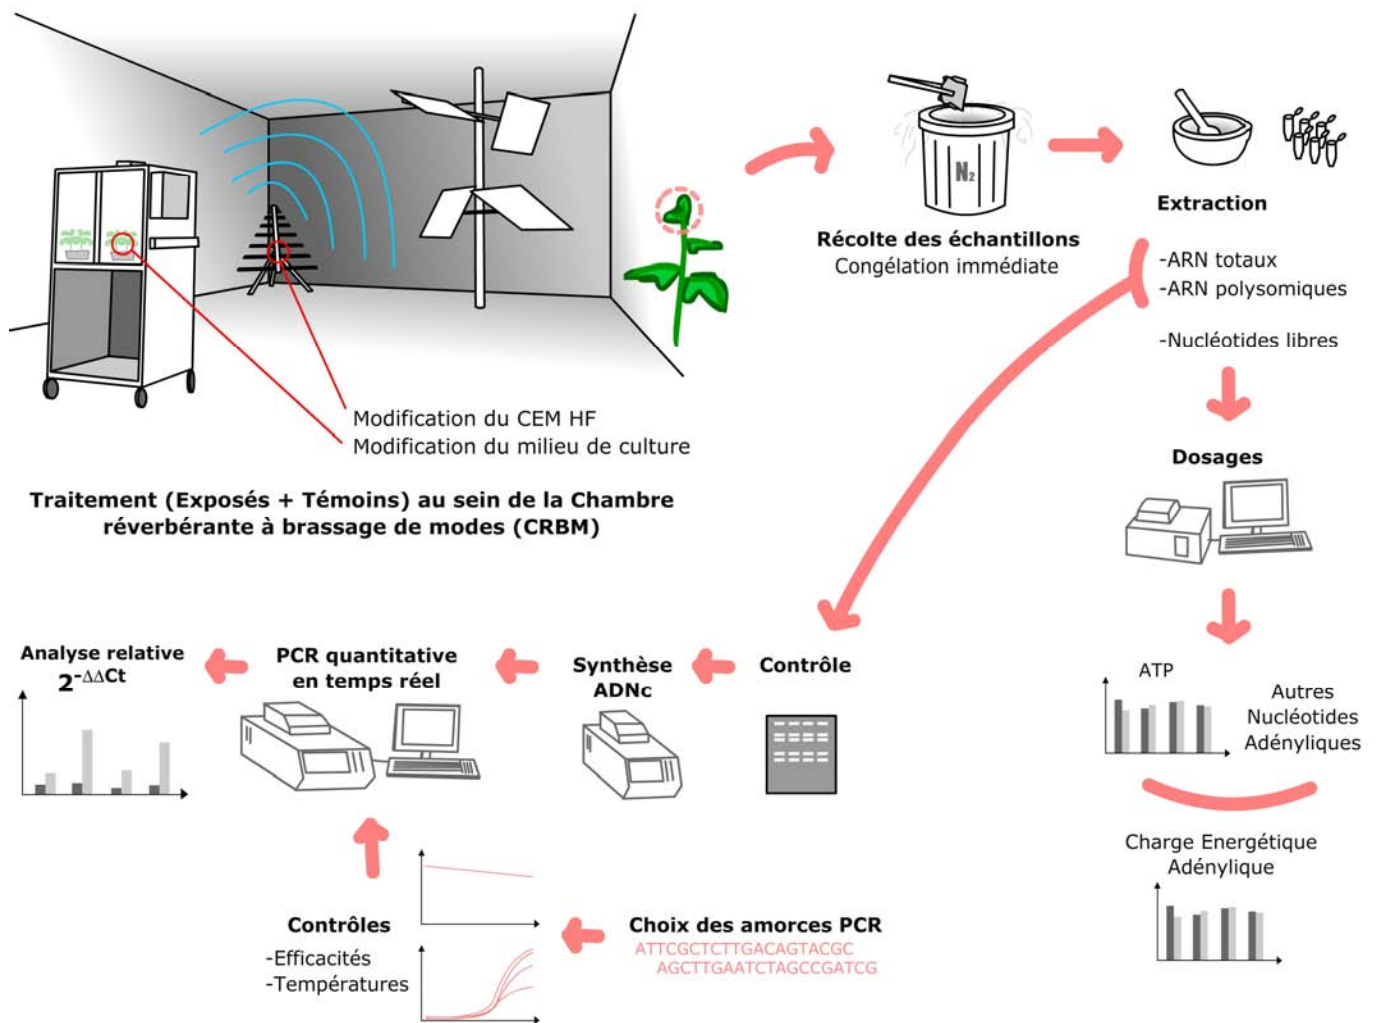 Modification du CEM HF
Modification du milieu de culture
Traitement (Exposés + Témoins) au sein de la Chambre
réverbérante à brassage de modes (CRBM)
N2
Récolte des échantillons
Congélation immédiate
Extraction
-ARN totaux
-ARN polysomiques
-Nucléotides libres
Dosages
ATP
Autres
Nucléotides
Adényliques
Charge Energétique
Adénylique
Contrôle
Synthèse
ADNc
PCR quantitative
en temps réel
Analyse relative
2-ΔΔCt
Contrôles
-Efficacités
-Températures
Choix des amorces PCR
ATTCGCTCTTGACAGTACGC
AGCTTGAATCTAGCCGATCG